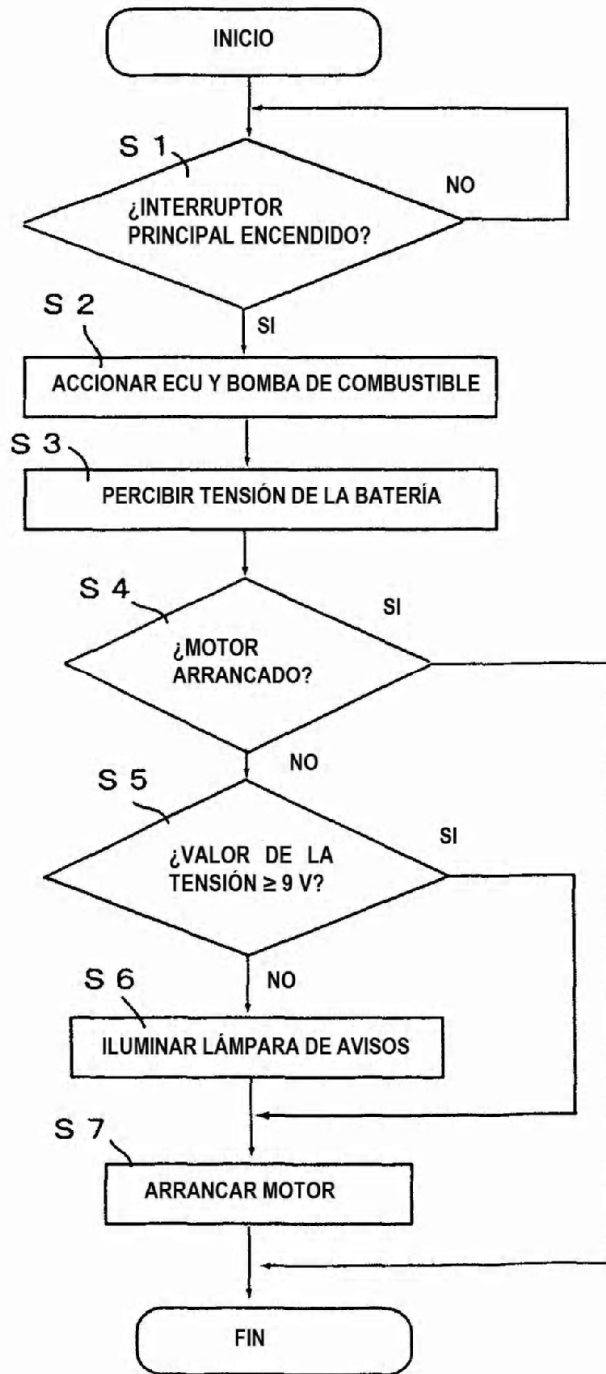 INICIO
S 1
¿INTERRUPTOR
PRINCIPAL ENCENDIDO?
NO
SI
S 2
ACCIONAR ECU Y BOMBA DE COMBUSTIBLE
S 3
PERCIBIR TENSIÓN DE LA BATERÍA
S 4
SI
¿MOTOR
ARRANCADO?
NO
S 5
SI
¿VALOR DE LA
TENSIÓN ≥ 9 V?
NO
S 6
ILUMINAR LÁMPARA DE AVISOS
S 7
ARRANCAR MOTOR
FIN